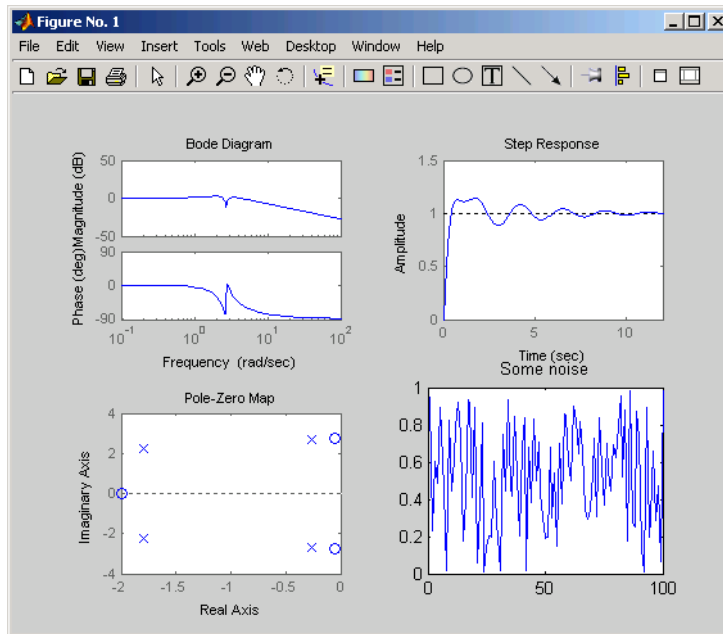 Figure No. 1
File Edit View Insert Tools Web Desktop Window Help
T
Bode Diagram
Magnitude (dB)
50
0
-50
Phase (deg)
90
0
-90
10^-1 10^0 10^1 10^2
Frequency (rad/sec)
Step Response
Amplitude
1.5
1
0.5
0
0 5 10
Time (sec)
Pole-Zero Map
Imaginary Axis
4
2
0
-2
-4
-2 -1.5 -1 -0.5 0
Real Axis
Some noise
1
0.8
0.6
0.4
0.2
0
0 50 100